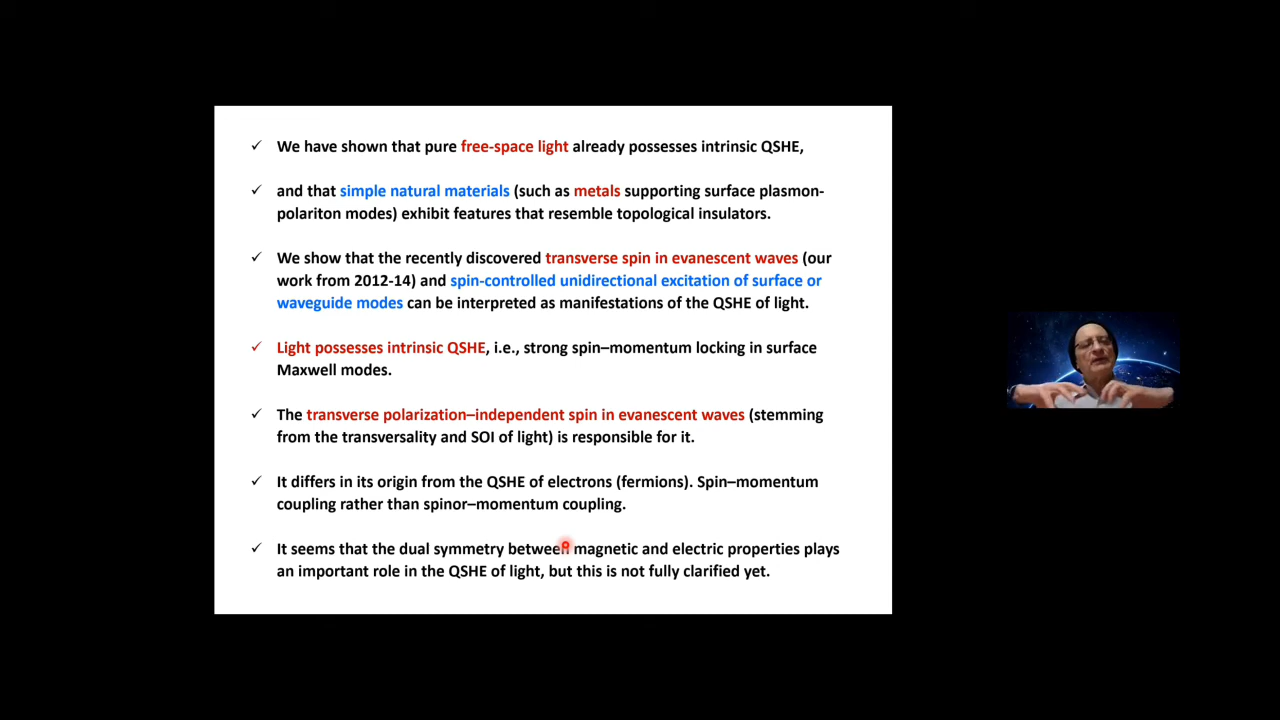 ✓ We have shown that pure free-space light already possesses intrinsic QSHE,
✓ and that simple natural materials (such as metals supporting surface plasmon-
polariton modes) exhibit features that resemble topological insulators.
✓ We show that the recently discovered transverse spin in evanescent waves (our
work from 2012-14) and spin-controlled unidirectional excitation of surface or
waveguide modes can be interpreted as manifestations of the QSHE of light.
✓ Light possesses intrinsic QSHE, i.e., strong spin–momentum locking in surface
Maxwell modes.
✓ The transverse polarization–independent spin in evanescent waves (stemming
from the transversality and SOI of light) is responsible for it.
✓ It differs in its origin from the QSHE of electrons (fermions). Spin–momentum
coupling rather than spinor–momentum coupling.
✓ It seems that the dual symmetry between magnetic and electric properties plays
an important role in the QSHE of light, but this is not fully clarified yet.